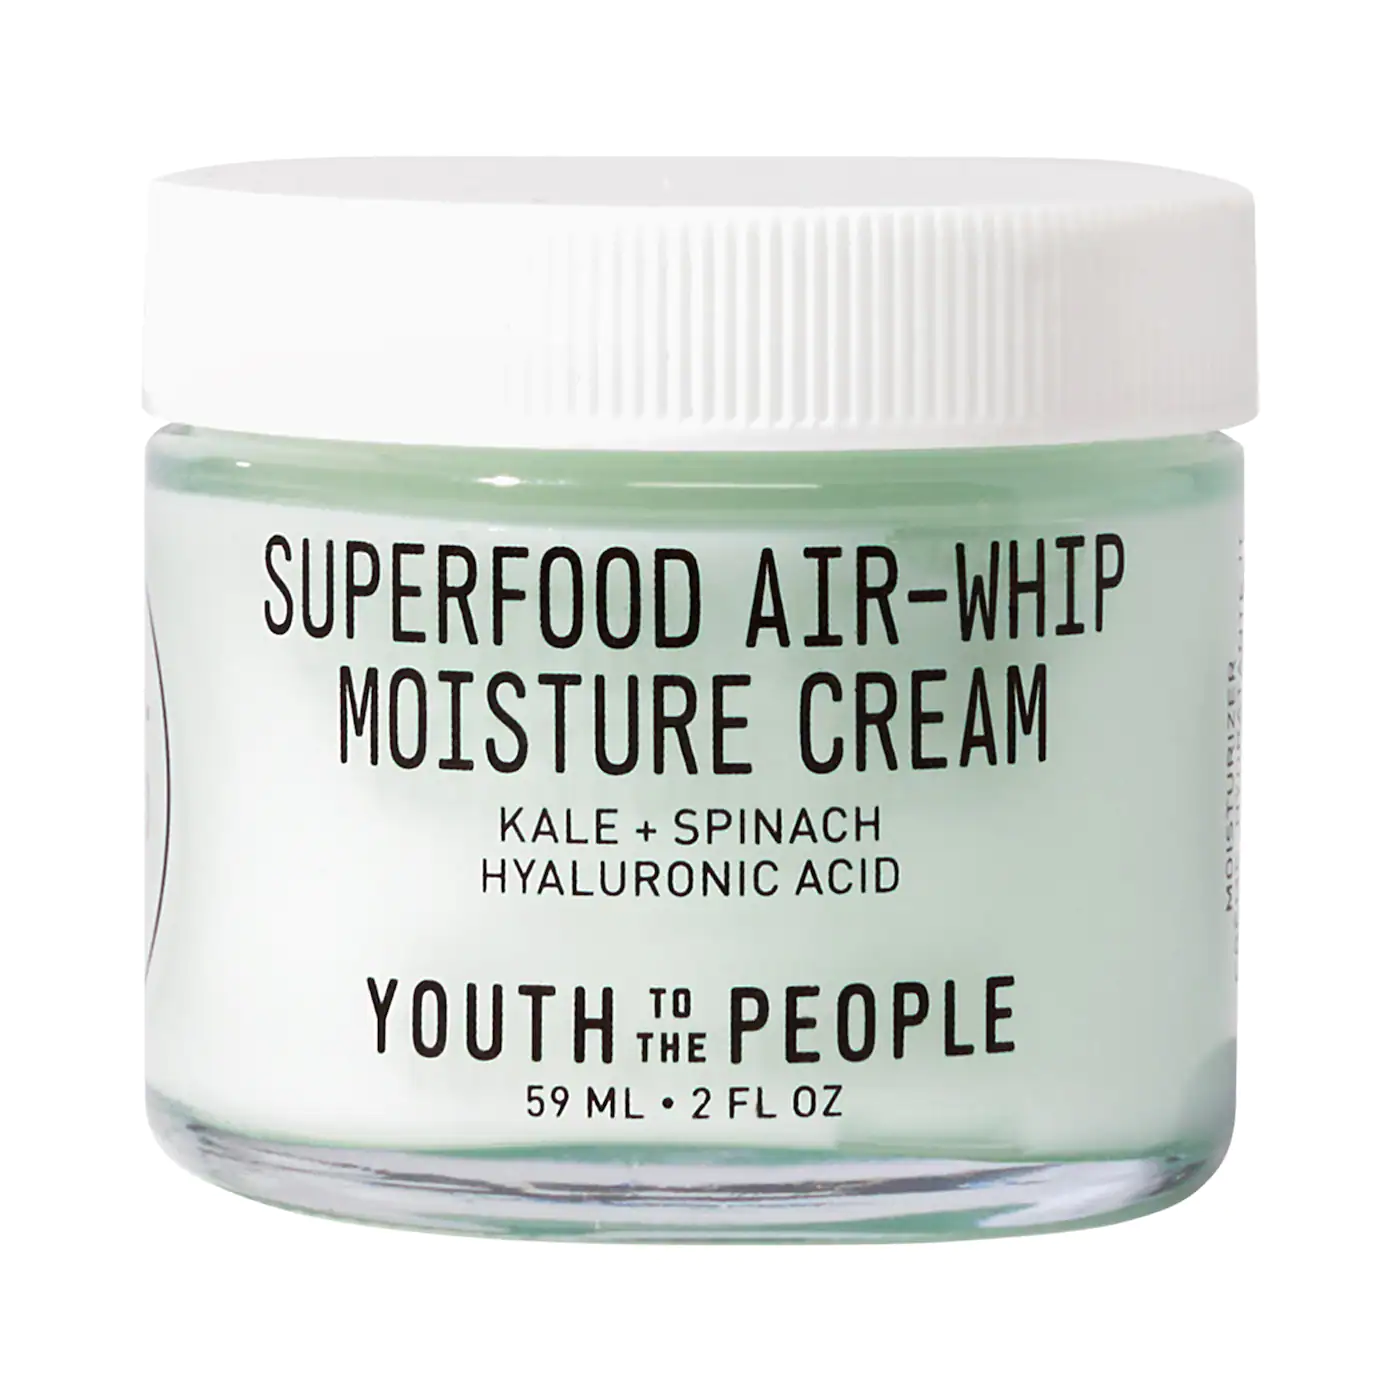 SUPERFOOD AIR-WHIP
MOISTURE CREAM
KALE + SPINACH
HYALURONIC ACID
YOUTH TO THE PEOPLE
59 ML • 2 FL OZ
MOISTURIZER